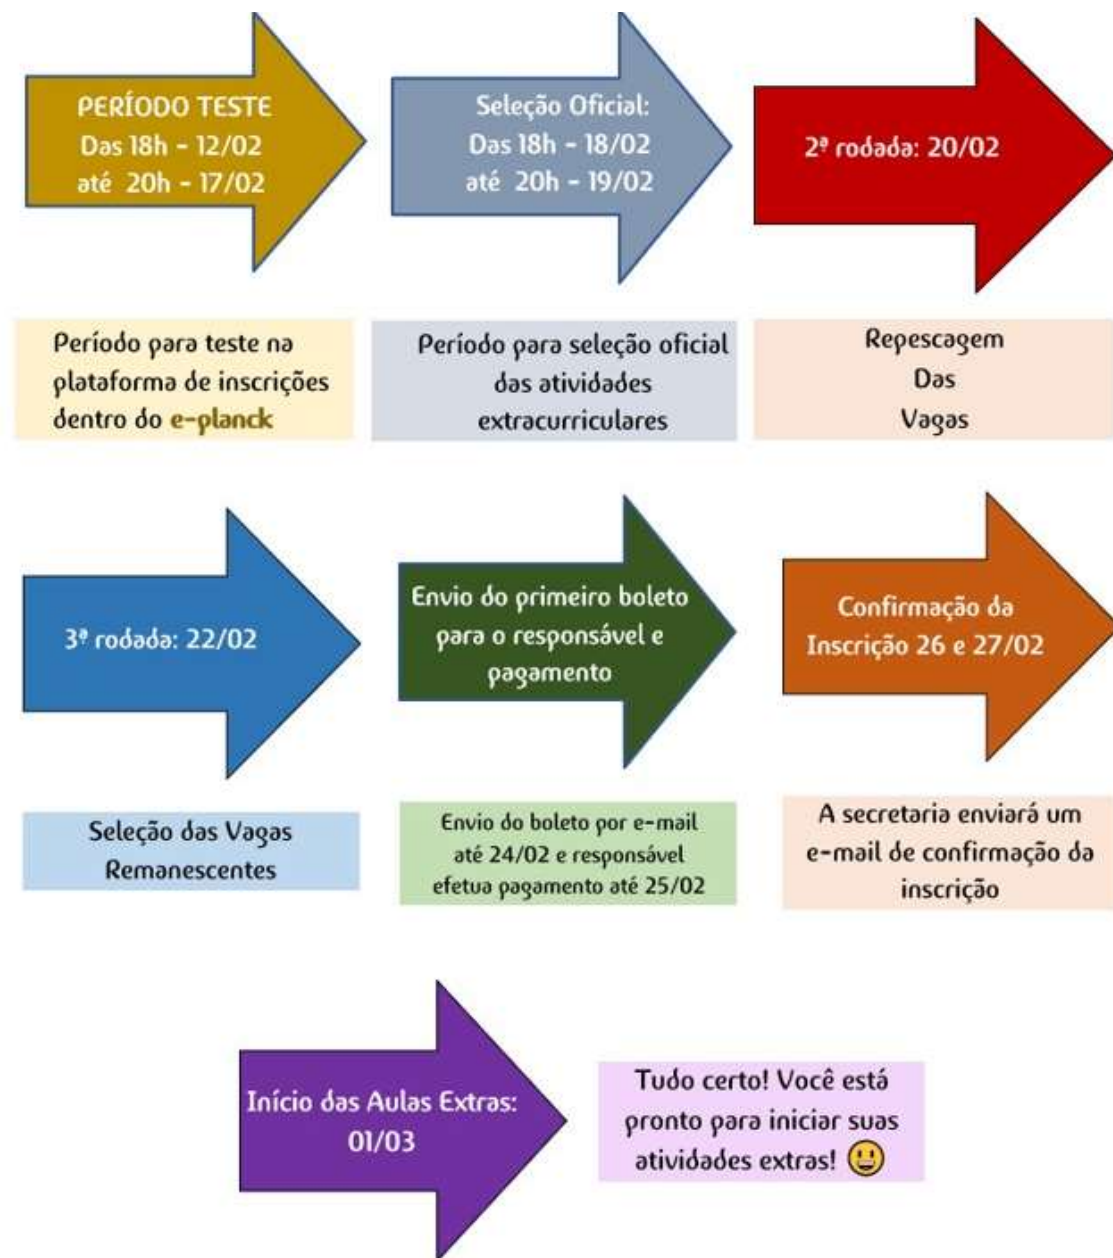 PERÍODO TESTE
Das 18h - 12/02
até 20h - 17/02
Período para teste na
plataforma de inscrições
dentro do e-planck
Seleção Oficial:
Das 18h - 18/02
até 20h - 19/02
Período para seleção oficial
das atividades
extracurriculares
2ª rodada: 20/02
Repescagem
Das
Vagas
3ª rodada: 22/02
Seleção das Vagas
Remanescentes
Envio do primeiro boleto
para o responsável e
pagamento
Envio do boleto por e-mail
até 24/02 e responsável
efetua pagamento até 25/02
Confirmação da
Inscrição 26 e 27/02
A secretaria enviará um
e-mail de confirmação da
inscrição
Início das Aulas Extras:
01/03
Tudo certo! Você está
pronto para iniciar suas
atividades extras! 😃